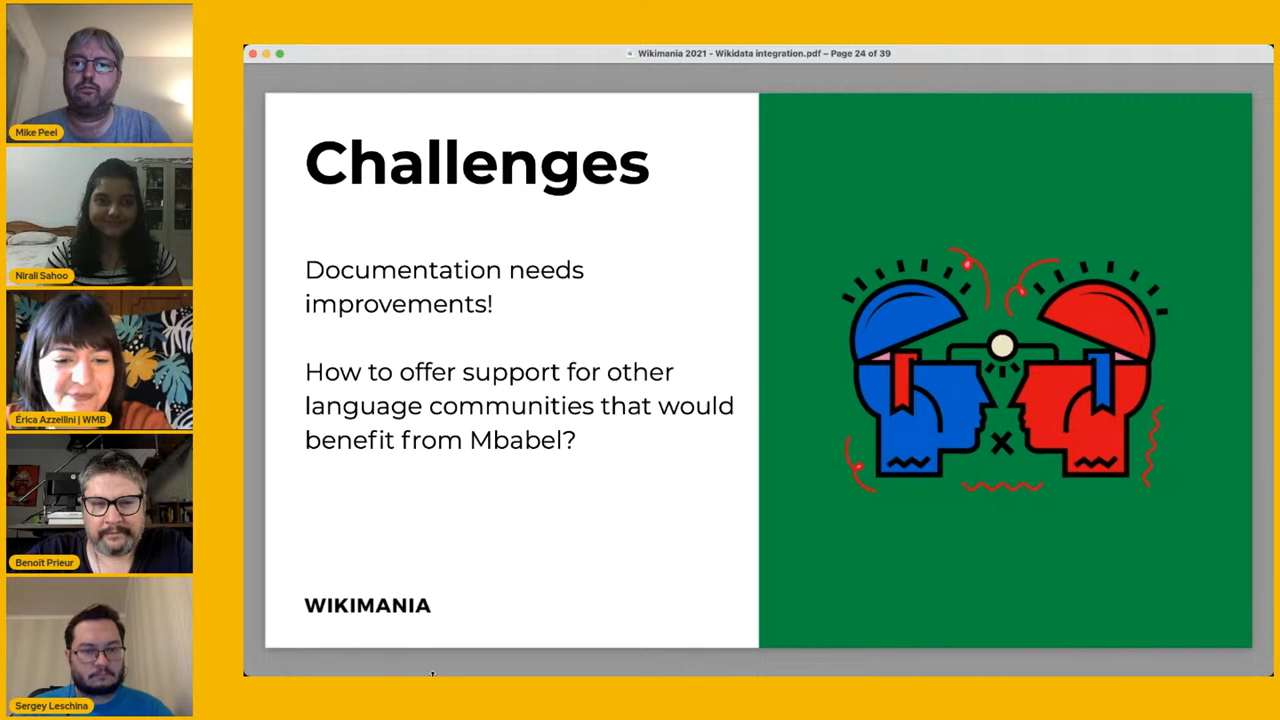 Wikimania 2021 - Wikidata integration.pdf – Page 24 of 39
Mike Peel
Nirali Sahoo
Érica Azzellini | WMB
Benoît Prieur
Sergey Leschina
Challenges
Documentation needs
improvements!
How to offer support for other
language communities that would
benefit from Mbabel?
WIKIMANIA